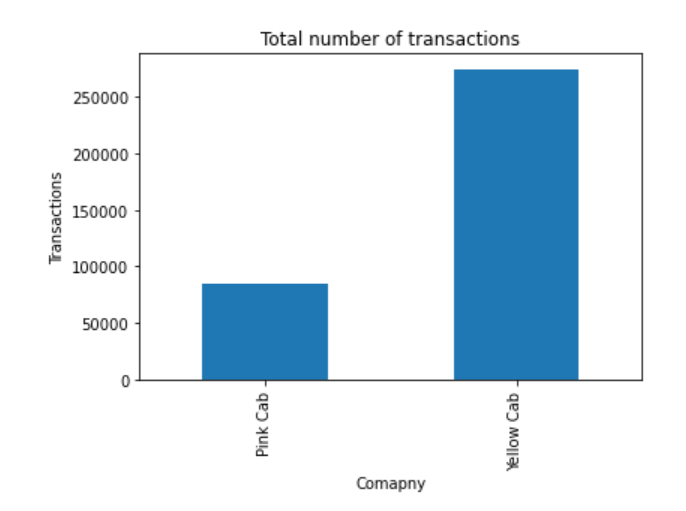 Total number of transactions
Transactions
250000
200000
150000
100000
50000
0
Pink Cab
Yellow Cab
Comapny